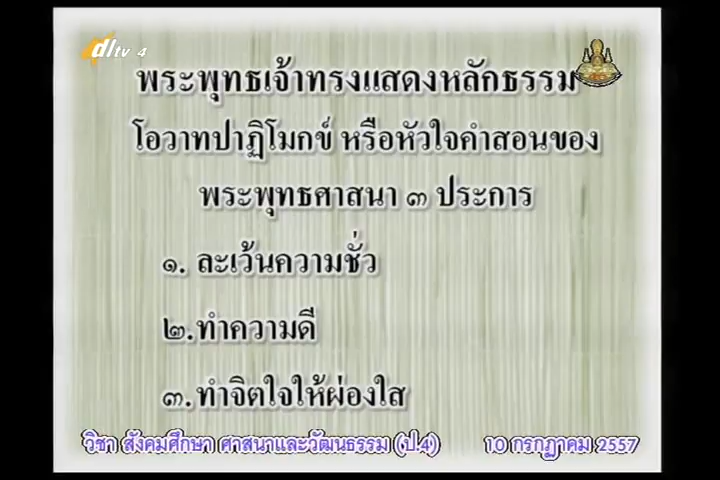 dltv 4
พระพุทธเจ้าทรงแสดงหลักธรรม
โอวาทปาฏิโมกข์ หรือหัวใจคำสอนของ
พระพุทธศาสนา ๓ ประการ
๑. ละเว้นความชั่ว
๒.ทำความดี
๓.ทำจิตใจให้ผ่องใส
วิชา สังคมศึกษา ศาสนาและวัฒนธรรม (ป.4) 10 กรกฎาคม 2557